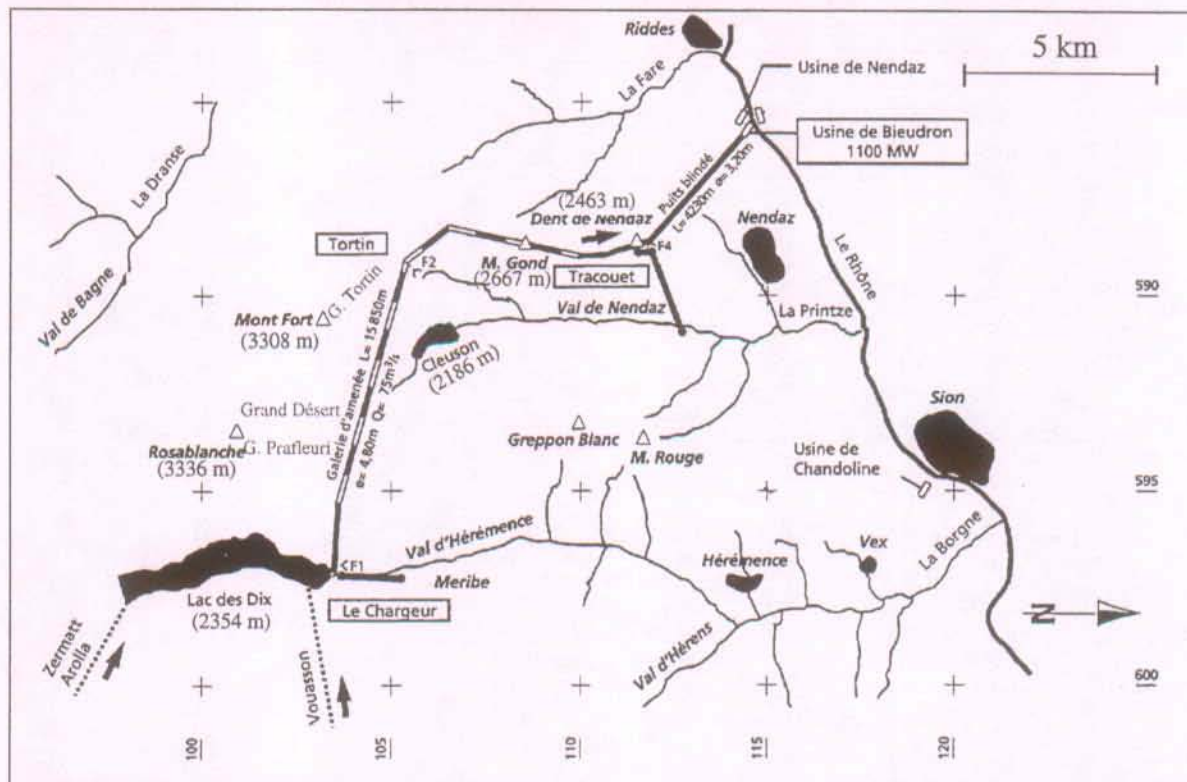 Riddes
5 km
Usine de Nendaz
La Fare
Usine de Bieudron
1100 MW
La Dranse
Puits blindé
L= 4230m ø= 3,20m
(2463 m)
Dent de Nendaz
Nendaz
Tortin
F4
F2
M. Gond
(2667 m)
Tracouet
Le Rhône
Val de Bagne
G. Tortin
Mont Fort
(3308 m)
Val de Nendaz
La Printze
590
Cleuson
(2186 m)
Galerie d'amenée L= 15 850m
ø= 4,80m Q= 75m³/s
Sion
Grand Désert
Rosablanche
G. Prafleuri
(3336 m)
Greppon Blanc
M. Rouge
Usine de
Chandoline
595
Val d'Hérémence
La Borgne
Vex
Hérémence
F1
Meribe
Lac des Dix
(2354 m)
Le Chargeur
N
Zermatt
Arolla
Vouasson
Val d'Hérens
600
100
105
110
115
120